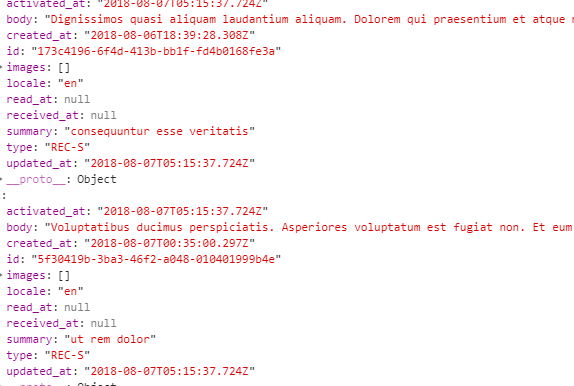 activated_at: "2018-08-07T05:15:37.724Z"
body: "Dignissimos quasi aliquam laudantium aliquam. Dolorem qui praesentium et atque
created_at: "2018-08-06T18:39:28.308Z"
id: "173c4196-6f4d-413b-bb1f-fd4b0168fe3a"
images: []
locale: "en"
read_at: null
received_at: null
summary: "consequuntur esse veritatis"
type: "REC-S"
updated_at: "2018-08-07T05:15:37.724Z"
__proto__: Object
:
activated_at: "2018-08-07T05:15:37.724Z"
body: "Voluptatibus ducimus perspiciatis. Asperiores voluptatum est fugiat non. Et eum
created_at: "2018-08-07T00:35:00.297Z"
id: "5f30419b-3ba3-46f2-a048-010401999b4e"
images: []
locale: "en"
read_at: null
received_at: null
summary: "ut rem dolor"
type: "REC-S"
updated_at: "2018-08-07T05:15:37.724Z"
__proto__: Object